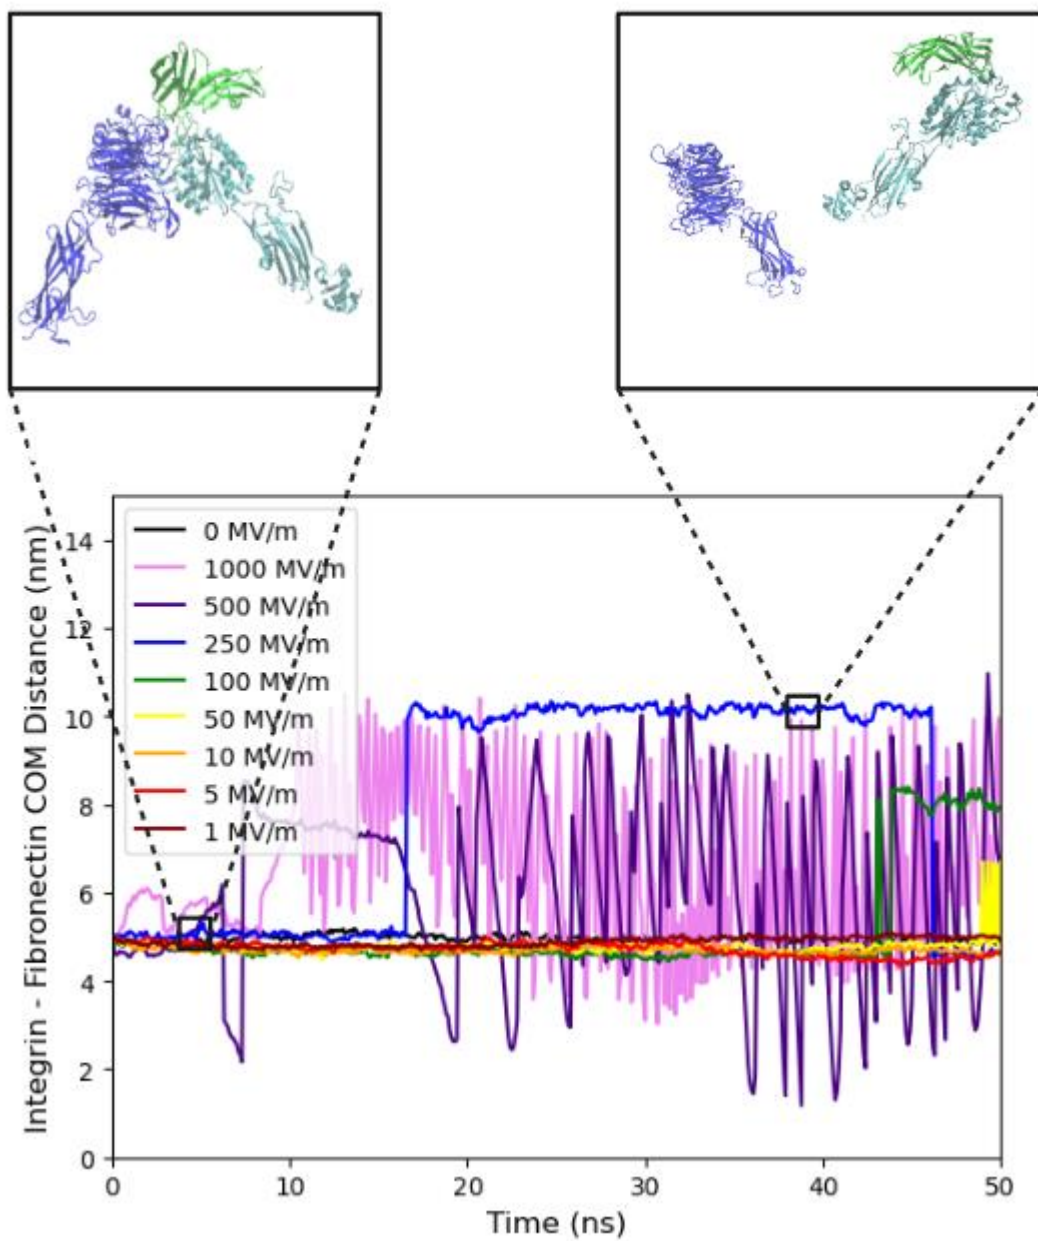 Integrin - Fibronectin COM Distance (nm)
14
12
10
8
6
4
2
0
0 MV/m
1000 MV/m
500 MV/m
250 MV/m
100 MV/m
50 MV/m
10 MV/m
5 MV/m
1 MV/m
0 10 20 30 40 50
Time (ns)